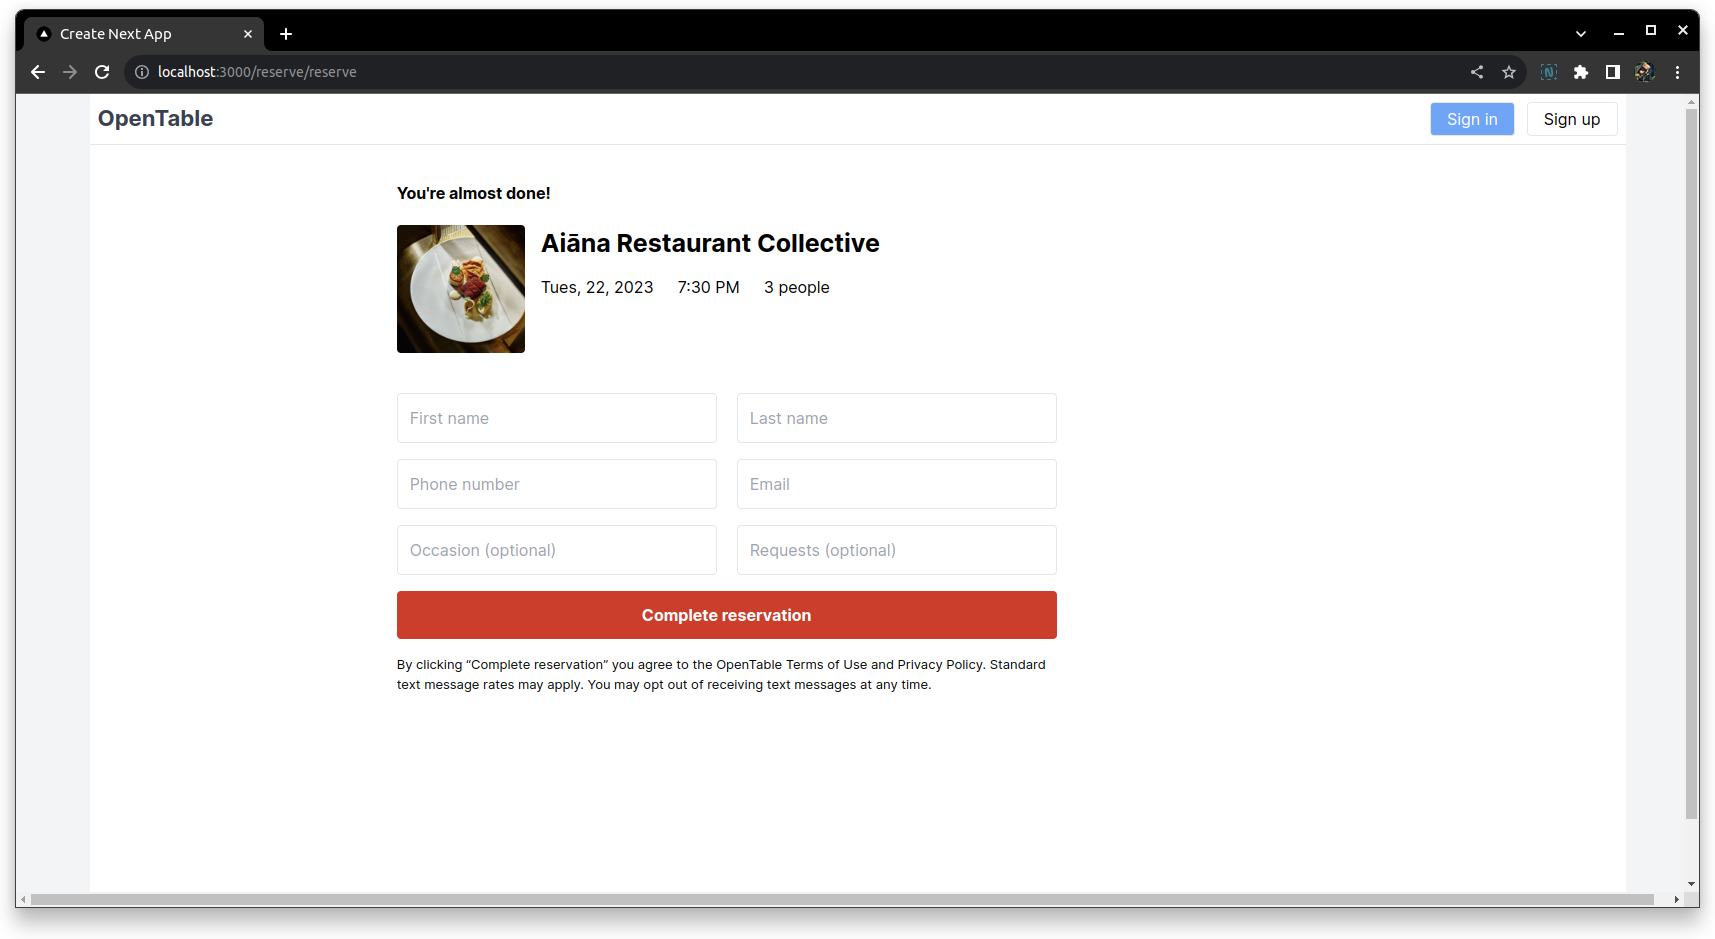 Create Next App
localhost:3000/reserve/reserve
OpenTable
Sign in
Sign up
You're almost done!
Aiāna Restaurant Collective
Tues, 22, 2023 7:30 PM 3 people
First name
Last name
Phone number
Email
Occasion (optional)
Requests (optional)
Complete reservation
By clicking “Complete reservation” you agree to the OpenTable Terms of Use and Privacy Policy. Standard
text message rates may apply. You may opt out of receiving text messages at any time.